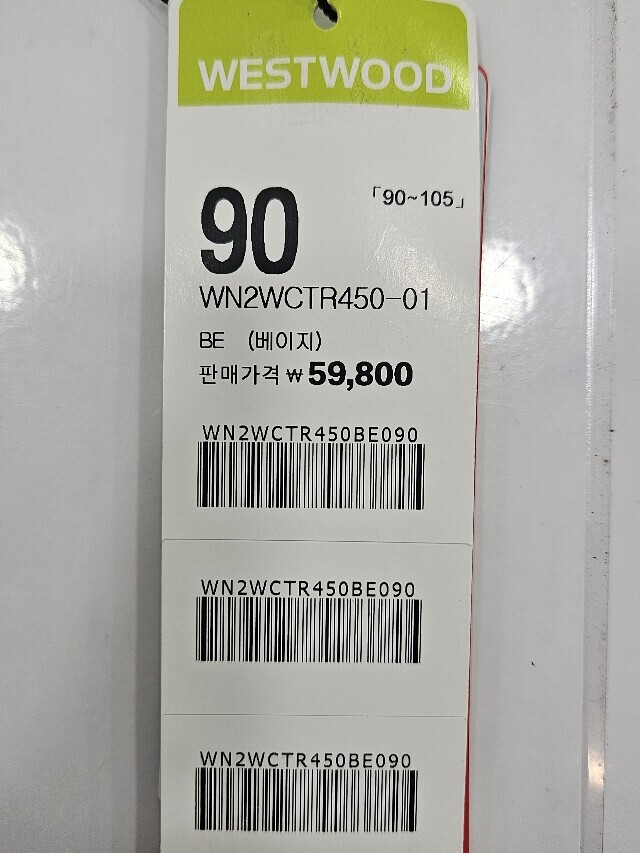 WESTWOOD
90 「90~105」
WN2WCTR450-01
BE (베이지)
판매가격 ₩59,800
WN2WCTR450BE090
WN2WCTR450BE090
WN2WCTR450BE090